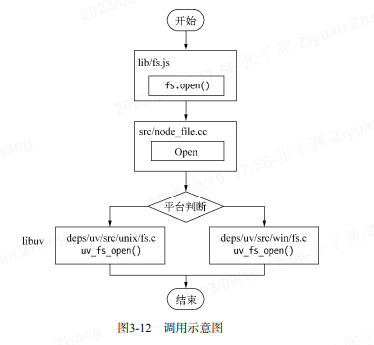 开始
lib/fs.js
fs.open()
src/node_file.cc
Open
平台判断
libuv
deps/uv/src/unix/fs.c
uv_fs_open()
deps/uv/src/win/fs.c
uv_fs_open()
结束
图3-12 调用示意图